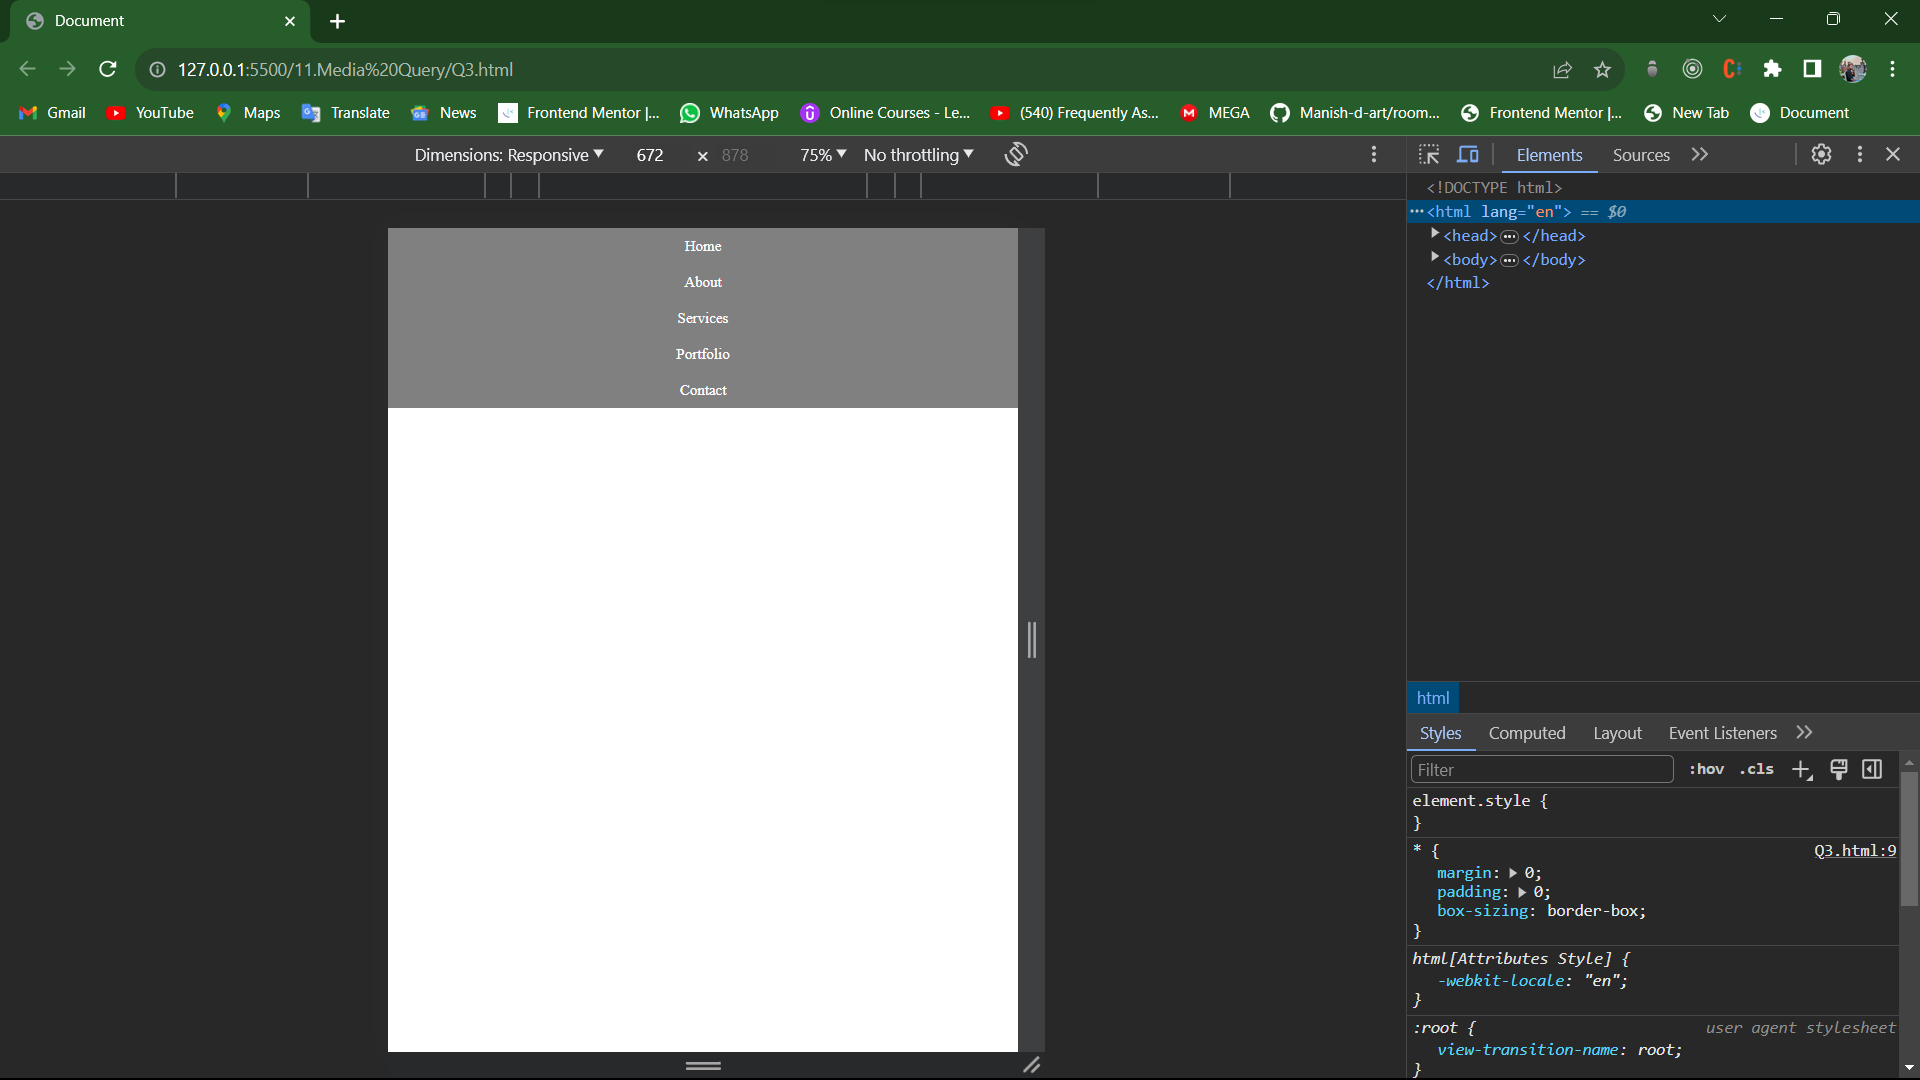 Document
127.0.0.1:5500/11.Media%20Query/Q3.html
Gmail YouTube Maps Translate News Frontend Mentor |... WhatsApp Online Courses - Le... (540) Frequently As... MEGA Manish-d-art/room... Frontend Mentor |... New Tab Document
Dimensions: Responsive 672 × 878 75% No throttling
Elements Sources
<!DOCTYPE html>
<html lang="en"> == $0
<head> </head>
<body> </body>
</html>
Home
About
Services
Portfolio
Contact
html
Styles Computed Layout Event Listeners
Filter :hov .cls
element.style {
}
* { Q3.html:9
margin: 0;
padding: 0;
box-sizing: border-box;
}
html[Attributes Style] {
-webkit-locale: "en";
}
:root { user agent stylesheet
view-transition-name: root;
}